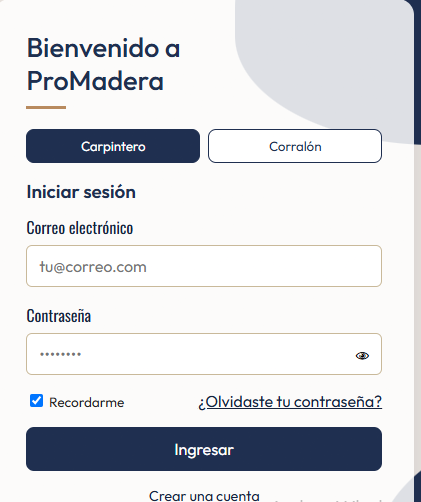 Bienvenido a
ProMadera
Carpintero Corralón
Iniciar sesión
Correo electrónico
tu@correo.com
Contraseña
••••••••
Recordarme ¿Olvidaste tu contraseña?
Ingresar
Crear una cuenta